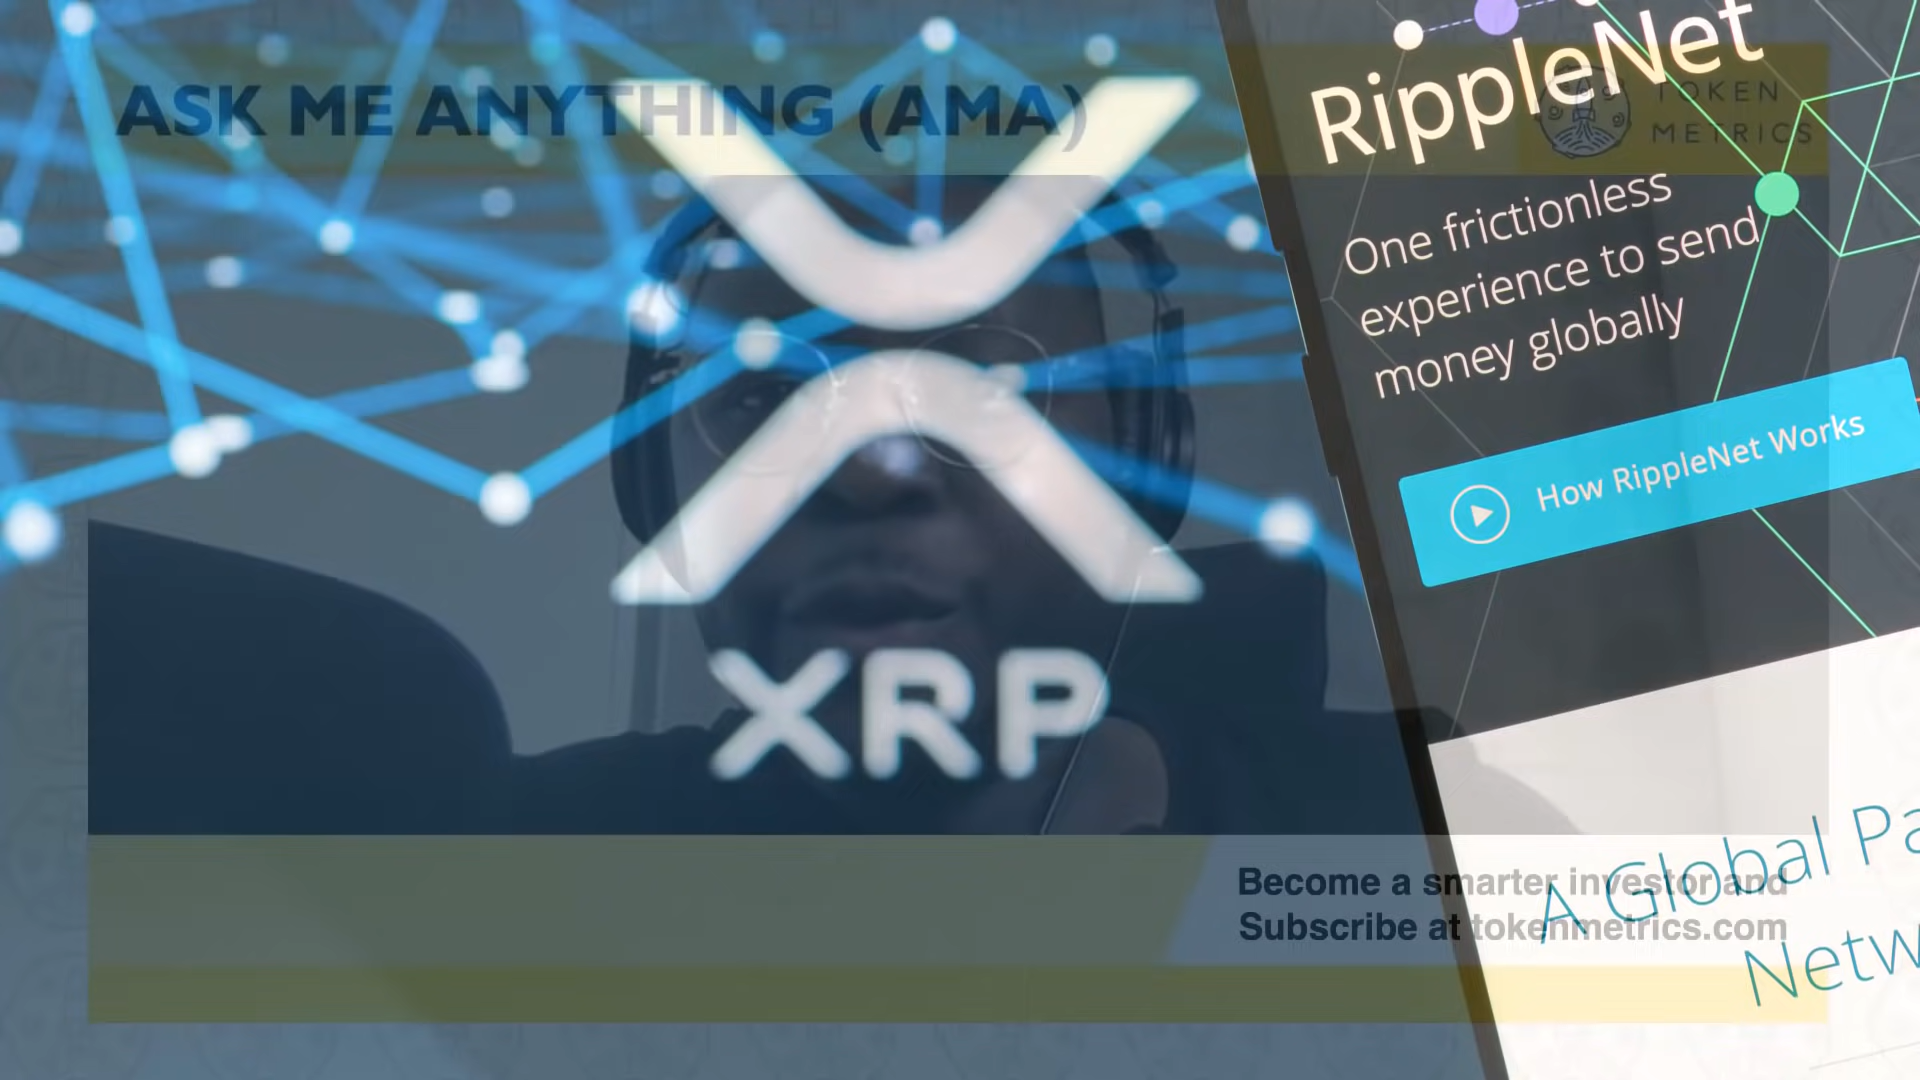 ASK ME ANYTHING (AMA)
TOKEN
METRICS
RippleNet
One frictionless
experience to send
money globally
How RippleNet Works
XRP
A Global Pa
Netw
Become a smarter investor and
Subscribe at tokenmetrics.com